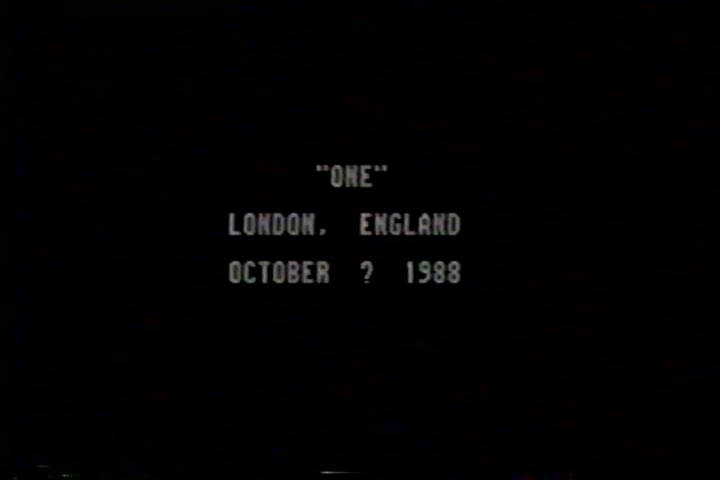 "ONE"
LONDON, ENGLAND
OCTOBER ? 1988